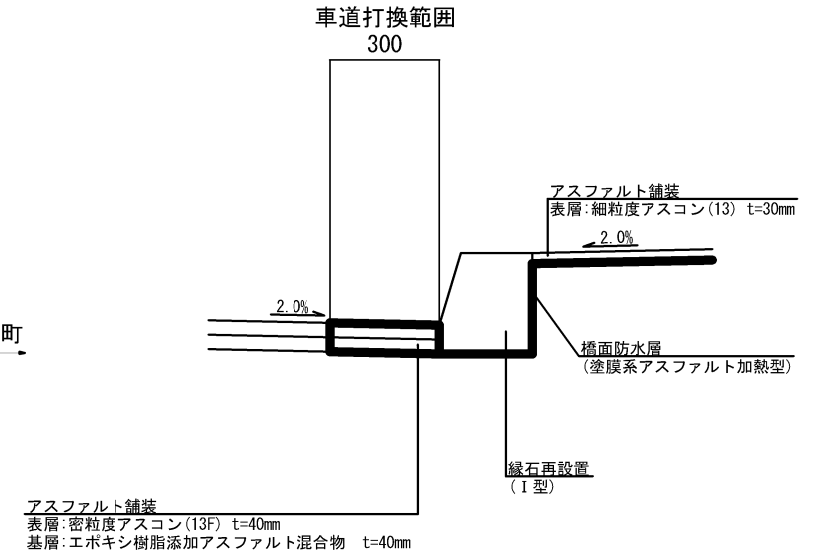 車道打換範囲
300
アスファルト舗装
表層:細粒度アスコン(13) t=30mm
2.0%
2.0%
町
橋面防水層
(塗膜系アスファルト加熱型)
縁石再設置
(Ⅰ型)
アスファルト舗装
表層:密粒度アスコン(13F) t=40mm
基層:エポキシ樹脂添加アスファルト混合物 t=40mm